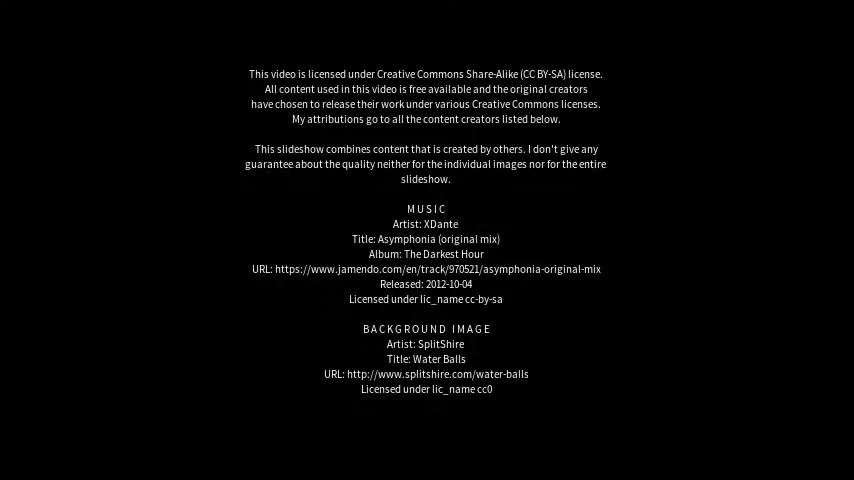 This video is licensed under Creative Commons Share-Alike (CC BY-SA) license.
All content used in this video is free available and the original creators
have chosen to release their work under various Creative Commons licenses.
My attributions go to all the content creators listed below.
This slideshow combines content that is created by others. I don't give any
guarantee about the quality neither for the individual images nor for the entire
slideshow.
MUSIC
Artist: XDante
Title: Asymphonia (original mix)
Album: The Darkest Hour
URL: https://www.jamendo.com/en/track/970521/asymphonia-original-mix
Released: 2012-10-04
Licensed under lic_name cc-by-sa
BACKGROUND IMAGE
Artist: SplitShire
Title: Water Balls
URL: http://www.splitshire.com/water-balls
Licensed under lic_name cc0